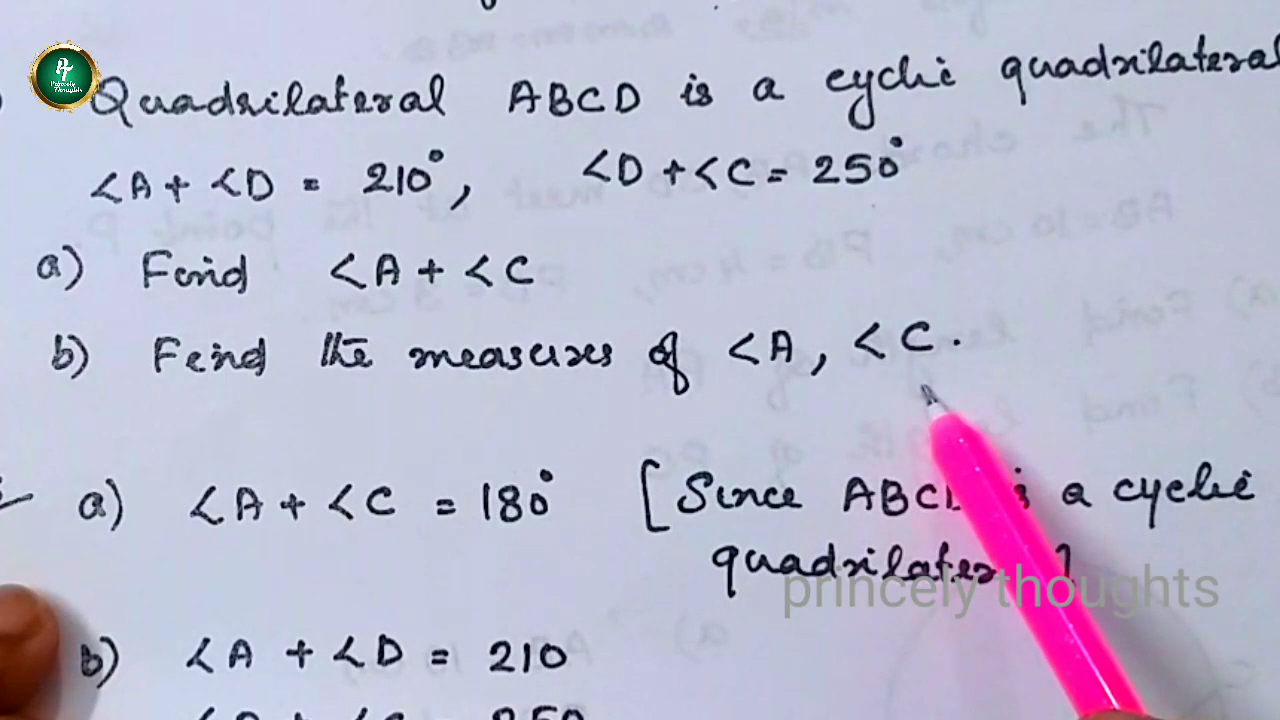 Quadrilateral ABCD is a cyclic quadrilateral
<A + <D = 210°, <D + <C = 250°
a) Find <A + <C
b) Find the measures of <A, <C.
a) <A + <C = 180° [Since ABCD is a cyclic
quadrilater ]
princely thoughts
b) <A + <D = 210